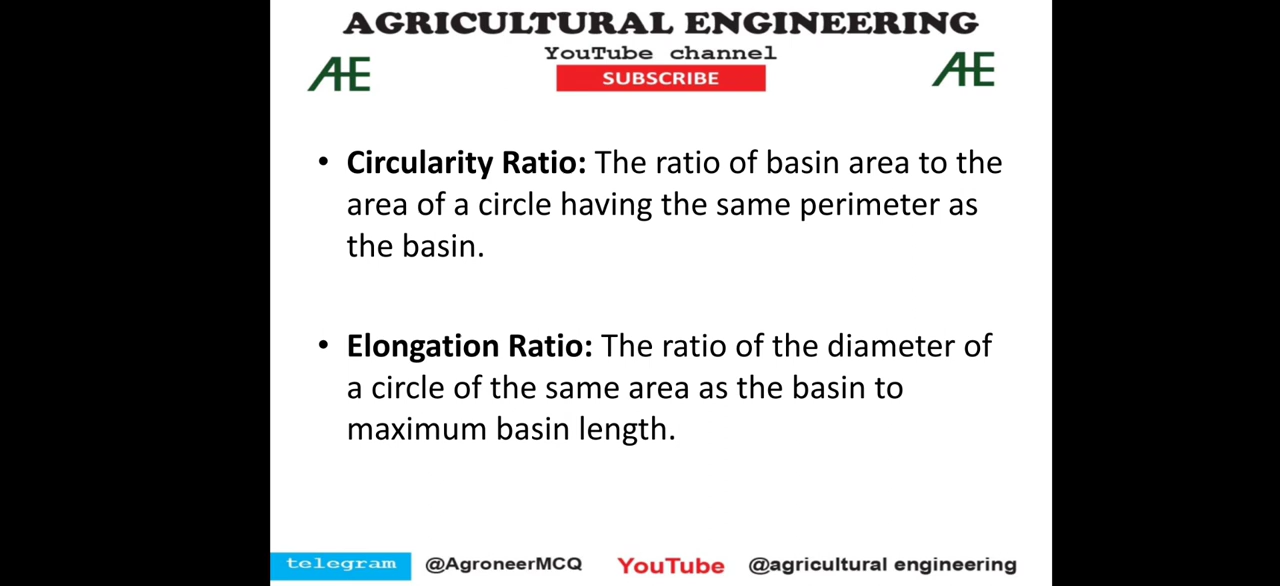 AGRICULTURAL ENGINEERING
YouTube channel
AE
SUBSCRIBE
AE
• Circularity Ratio: The ratio of basin area to the
area of a circle having the same perimeter as
the basin.
• Elongation Ratio: The ratio of the diameter of
a circle of the same area as the basin to
maximum basin length.
telegram @AgroneerMCQ YouTube @agricultural engineering